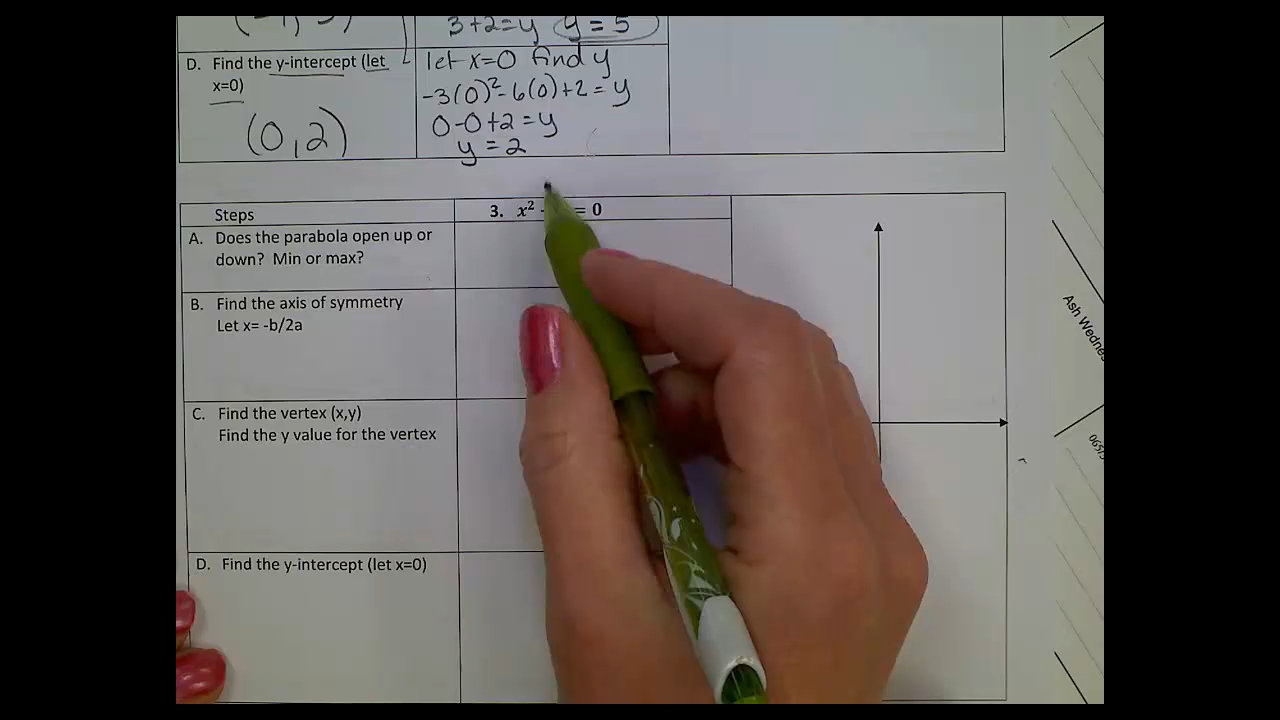 3+2=y y=5
D. Find the y-intercept (let
x=0)
(0,2)
let x=0 find y
-3(0)²-6(0)+2=y
0-0+2=y
y=2
Steps
3. x² = 0
A. Does the parabola open up or
down? Min or max?
B. Find the axis of symmetry
Let x= -b/2a
C. Find the vertex (x,y)
Find the y value for the vertex
D. Find the y-intercept (let x=0)
Ash Wednes